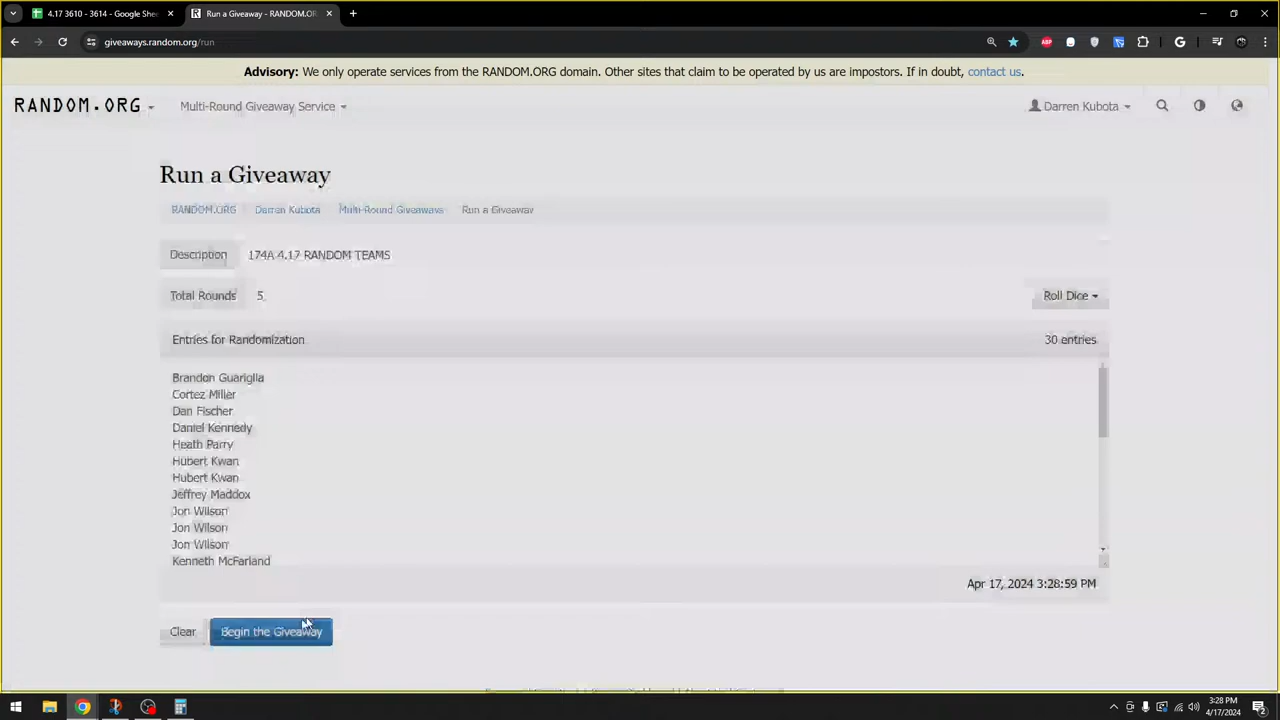 4.17 3610 - 3614 - Google She
Run a Giveaway - RANDOM.OR
giveaways.random.org/run
Advisory: We only operate services from the RANDOM.ORG domain. Other sites that claim to be operated by us are impostors. If in doubt, contact us.
RANDOM.ORG
Multi-Round Giveaway Service
Darren Kubota
Run a Giveaway
RANDOM.ORG
Darren Kubota
Multi-Round Giveaways
Run a Giveaway
Description
174A 4.17 RANDOM TEAMS
Total Rounds
5
Roll Dice
Entries for Randomization
30 entries
Brandon Guariglia
Cortez Miller
Dan Fischer
Daniel Kennedy
Heath Parry
Hubert Kwan
Hubert Kwan
Jeffrey Maddox
Jon Wilson
Jon Wilson
Jon Wilson
Kenneth McFarland
Apr 17, 2024 3:28:59 PM
Clear
Begin the Giveaway
3:28 PM
4/17/2024